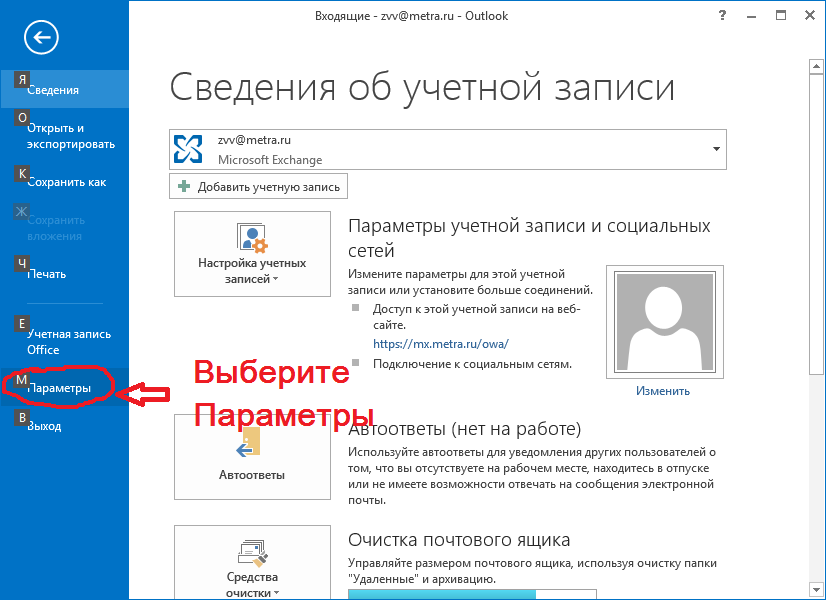 Входящие - zvv@metra.ru - Outlook
?
Я
Сведения
О
Открыть и
экспортировать
К
Сохранить как
Ж
Сохранить
вложения
Ч
Печать
Е
Учетная запись
Office
М
Параметры
В
Выход
Выберите
Параметры
Сведения об учетной записи
zvv@metra.ru
Microsoft Exchange
Добавить учетную запись
Настройка учетных
записей
Параметры учетной записи и социальных
сетей
Измените параметры для этой учетной
записи или установите больше соединений.
Доступ к этой учетной записи на веб-
сайте.
https://mx.metra.ru/owa/
Подключение к социальным сетям.
Изменить
Автоответы
Автоответы (нет на работе)
Используйте автоответы для уведомления других пользователей о
том, что вы отсутствуете на рабочем месте, находитесь в отпуске
или не имеете возможности отвечать на сообщения электронной
почты.
Средства
очистки
Очистка почтового ящика
Управляйте размером почтового ящика, используя очистку папки
"Удаленные" и архивацию.